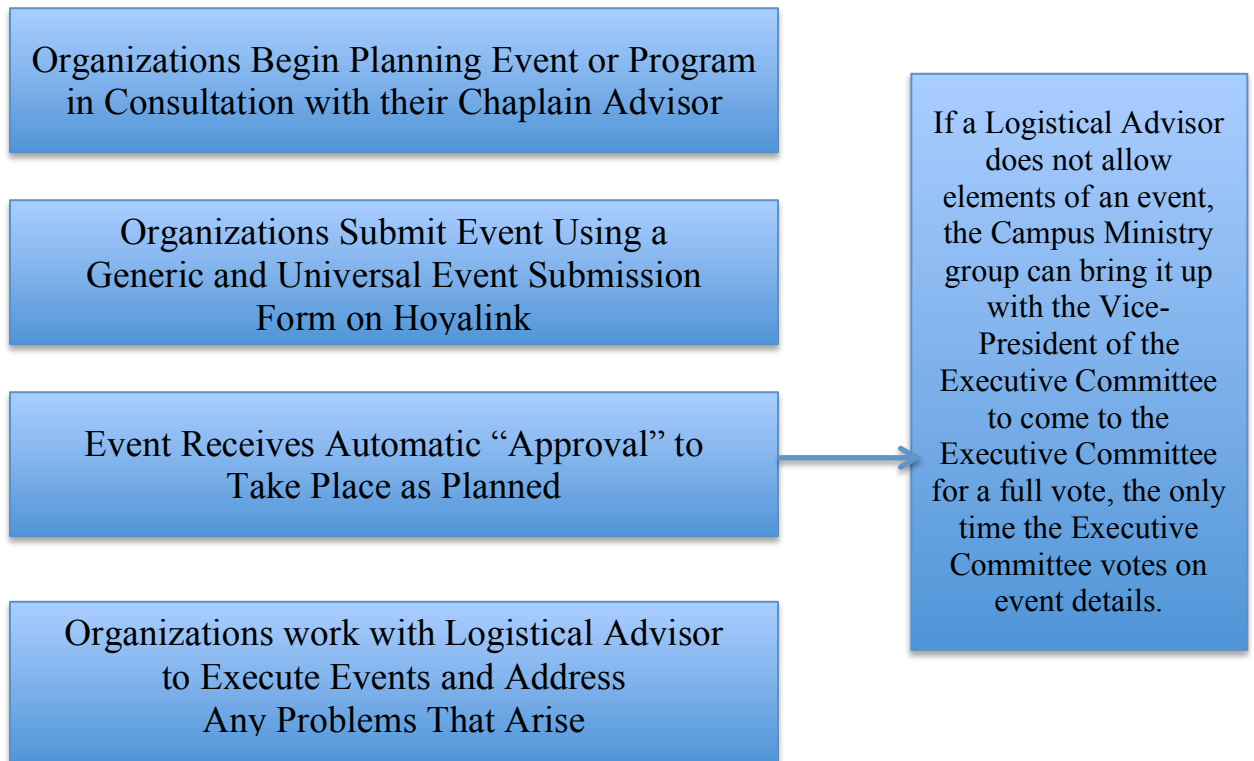 Organizations Begin Planning Event or Program
in Consultation with their Chaplain Advisor
Organizations Submit Event Using a
Generic and Universal Event Submission
Form on Hoyalink
Event Receives Automatic “Approval” to
Take Place as Planned
Organizations work with Logistical Advisor
to Execute Events and Address
Any Problems That Arise
If a Logistical Advisor
does not allow
elements of an event,
the Campus Ministry
group can bring it up
with the Vice-
President of the
Executive Committee
to come to the
Executive Committee
for a full vote, the only
time the Executive
Committee votes on
event details.